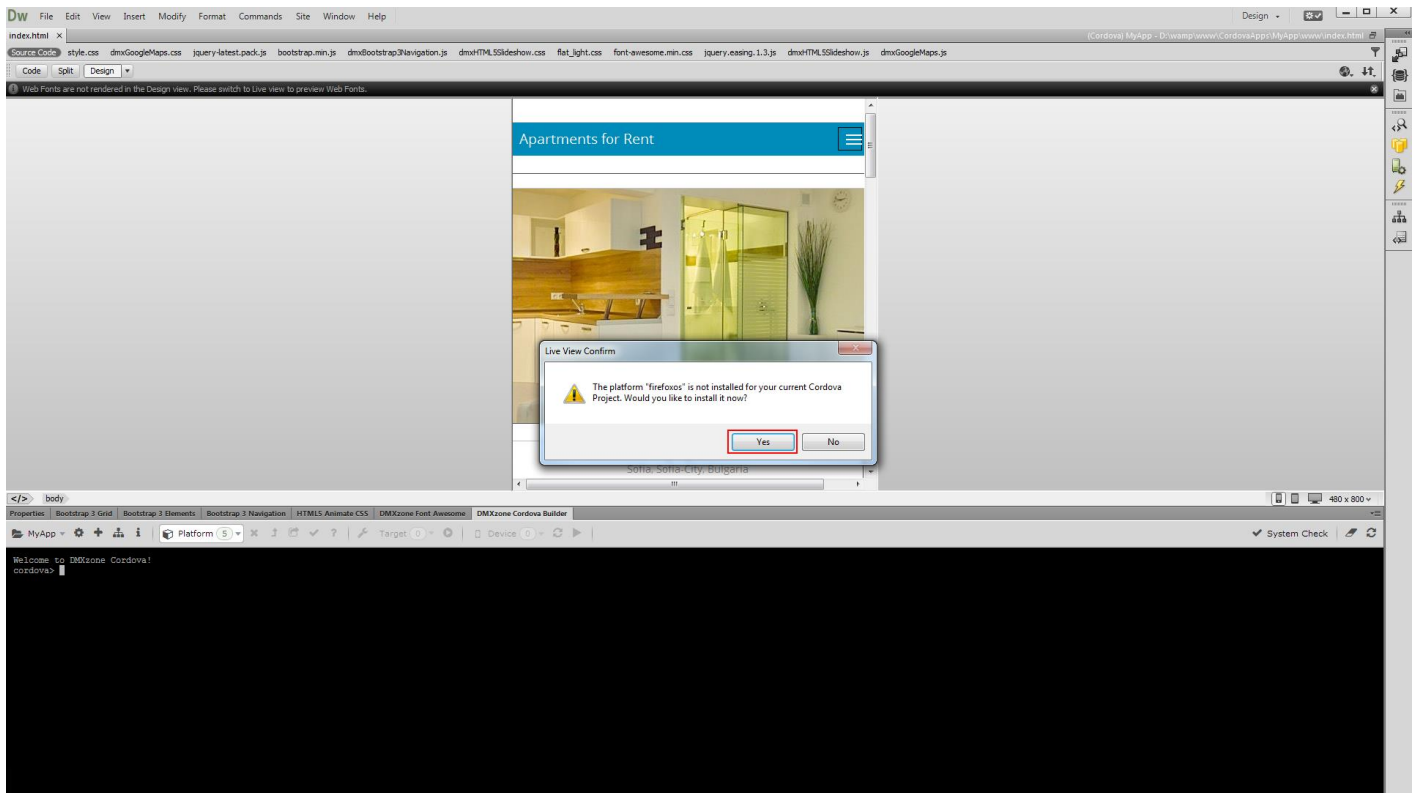 Dw File Edit View Insert Modify Format Commands Site Window Help Design
index.html × (Cordova) MyApp - D:\wamp\www\CordovaApps\MyApp\www\index.html
Source Code style.css dmxGoogleMaps.css jquery-latest.pack.js bootstrap.min.js dmxBootstrap3Navigation.js dmxHTML5Slideshow.css flat_light.css font-awesome.min.css jquery.easing.1.3.js dmxHTML5Slideshow.js dmxGoogleMaps.js
Code Split Design
Web Fonts are not rendered in the Design view. Please switch to Live view to preview Web Fonts.
Apartments for Rent
Live View Confirm
The platform "firefoxos" is not installed for your current Cordova
Project. Would you like to install it now?
Yes No
Sofia, Sofia-City, Bulgaria
</> body 480 x 800
Properties Bootstrap 3 Grid Bootstrap 3 Elements Bootstrap 3 Navigation HTML5 Animate CSS DMXzone Font Awesome DMXzone Cordova Builder
MyApp Platform 5 ? Target 0 Device 0 System Check
Welcome to DMXzone Cordova!
cordova>